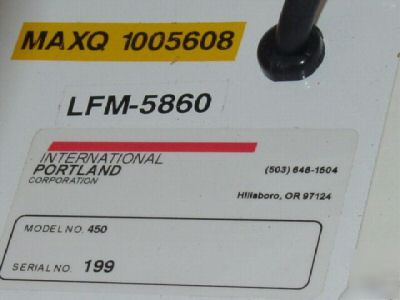 MAXQ 1005608
LFM-5860
INTERNATIONAL
PORTLAND
CORPORATION
(503) 648-1504
Hillsboro, OR 97124
MODEL NO. 450
SERIAL NO. 199